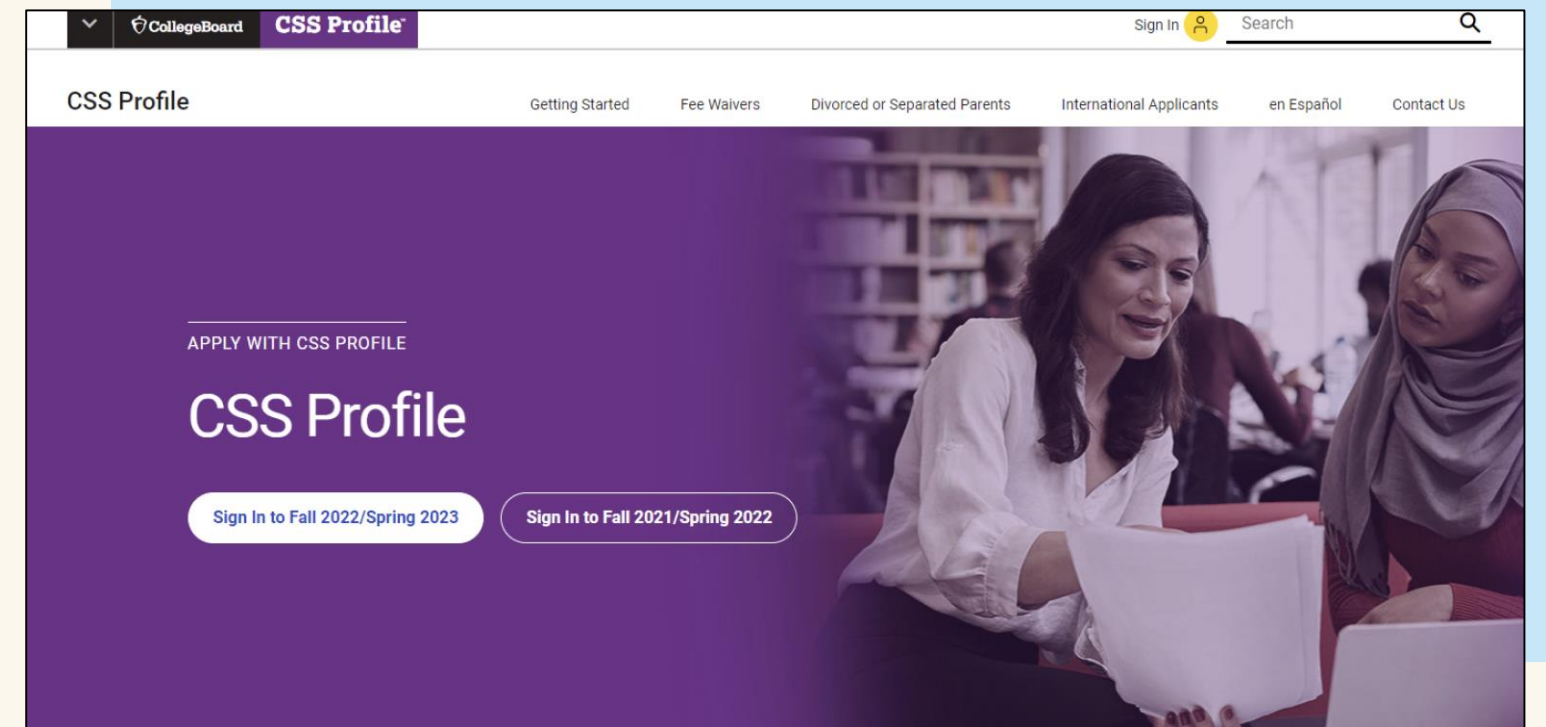 CollegeBoard CSS Profile™ Sign In Search
CSS Profile Getting Started Fee Waivers Divorced or Separated Parents International Applicants en Español Contact Us
APPLY WITH CSS PROFILE
CSS Profile
Sign In to Fall 2022/Spring 2023 Sign In to Fall 2021/Spring 2022